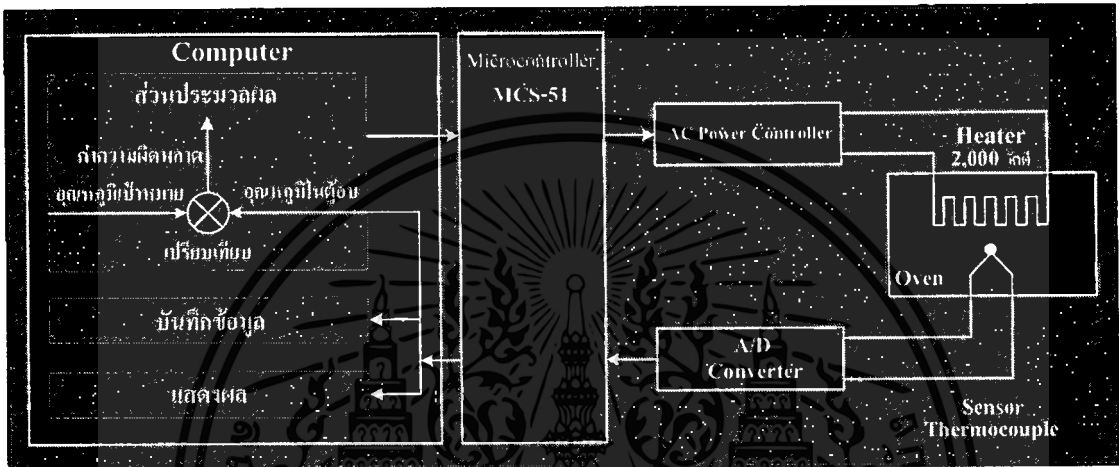 Computer
ส่วนประมวลผล
ค่าความผิดพลาด
อุณหภูมิเป้าหมาย
อุณหภูมิในตู้อบ
เปรียบเทียบ
บันทึกข้อมูล
แสดงผล
Microcontroller
MCS-51
AC Power Controller
Heater
2,000 วัตต์
Oven
A/D
Converter
Sensor
Thermocouple